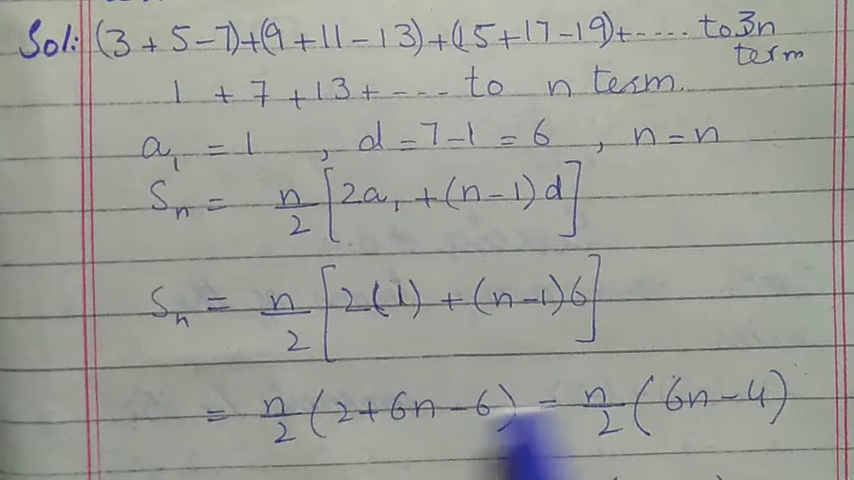 Sol: (3+5-7)+(9+11-13)+(15+17-19)+.... to 3n term
1 + 7 + 13 + .... to n term.
a₁ = 1 , d = 7-1 = 6 , n = n
Sₙ = n/2 [2a₁ + (n-1)d]
Sₙ = n/2 [2(1) + (n-1)6]
= n/2 (2+6n-6) = n/2 (6n-4)